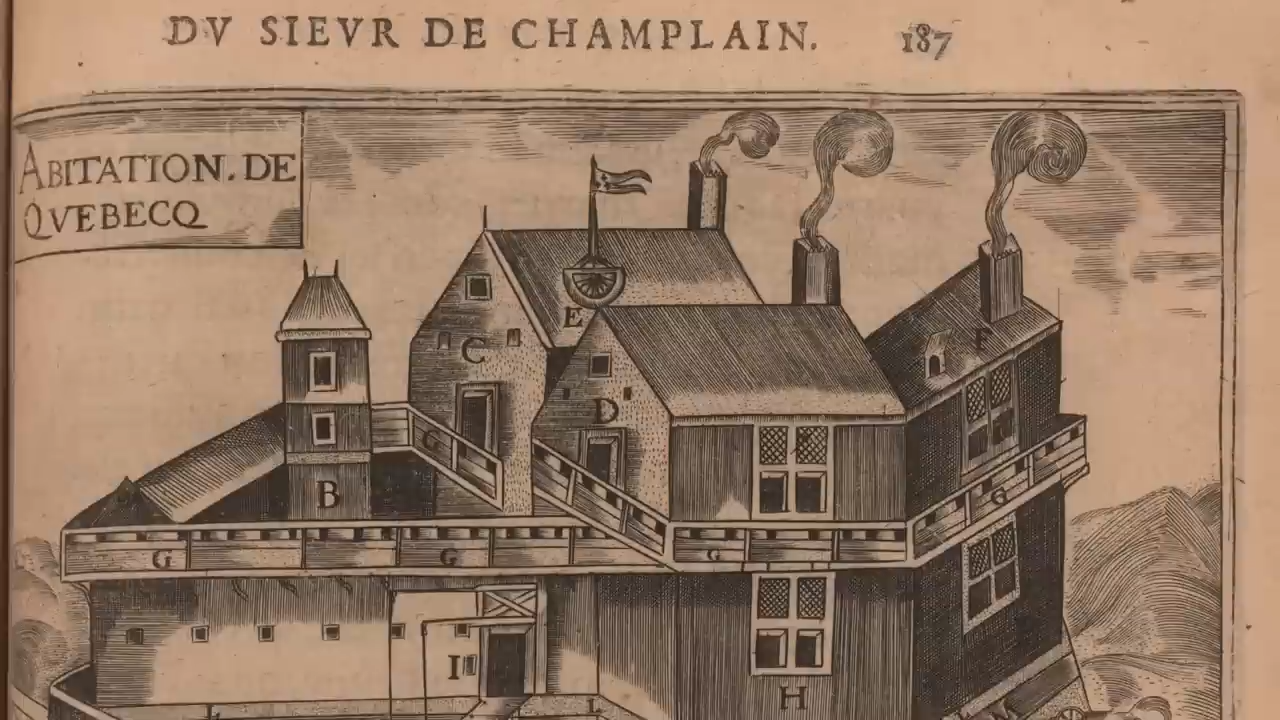 DV SIEVR DE CHAMPLAIN. 187
ABITATION. DE
QVEBECQ
E
F
C
D
G
B
G
G
G
G
I
H
L